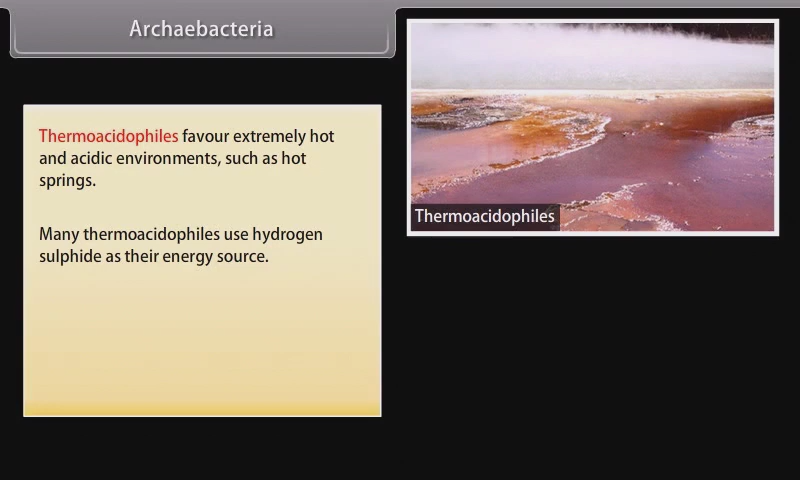 Archaebacteria
Thermoacidophiles favour extremely hot
and acidic environments, such as hot
springs.
Many thermoacidophiles use hydrogen
sulphide as their energy source.
Thermoacidophiles